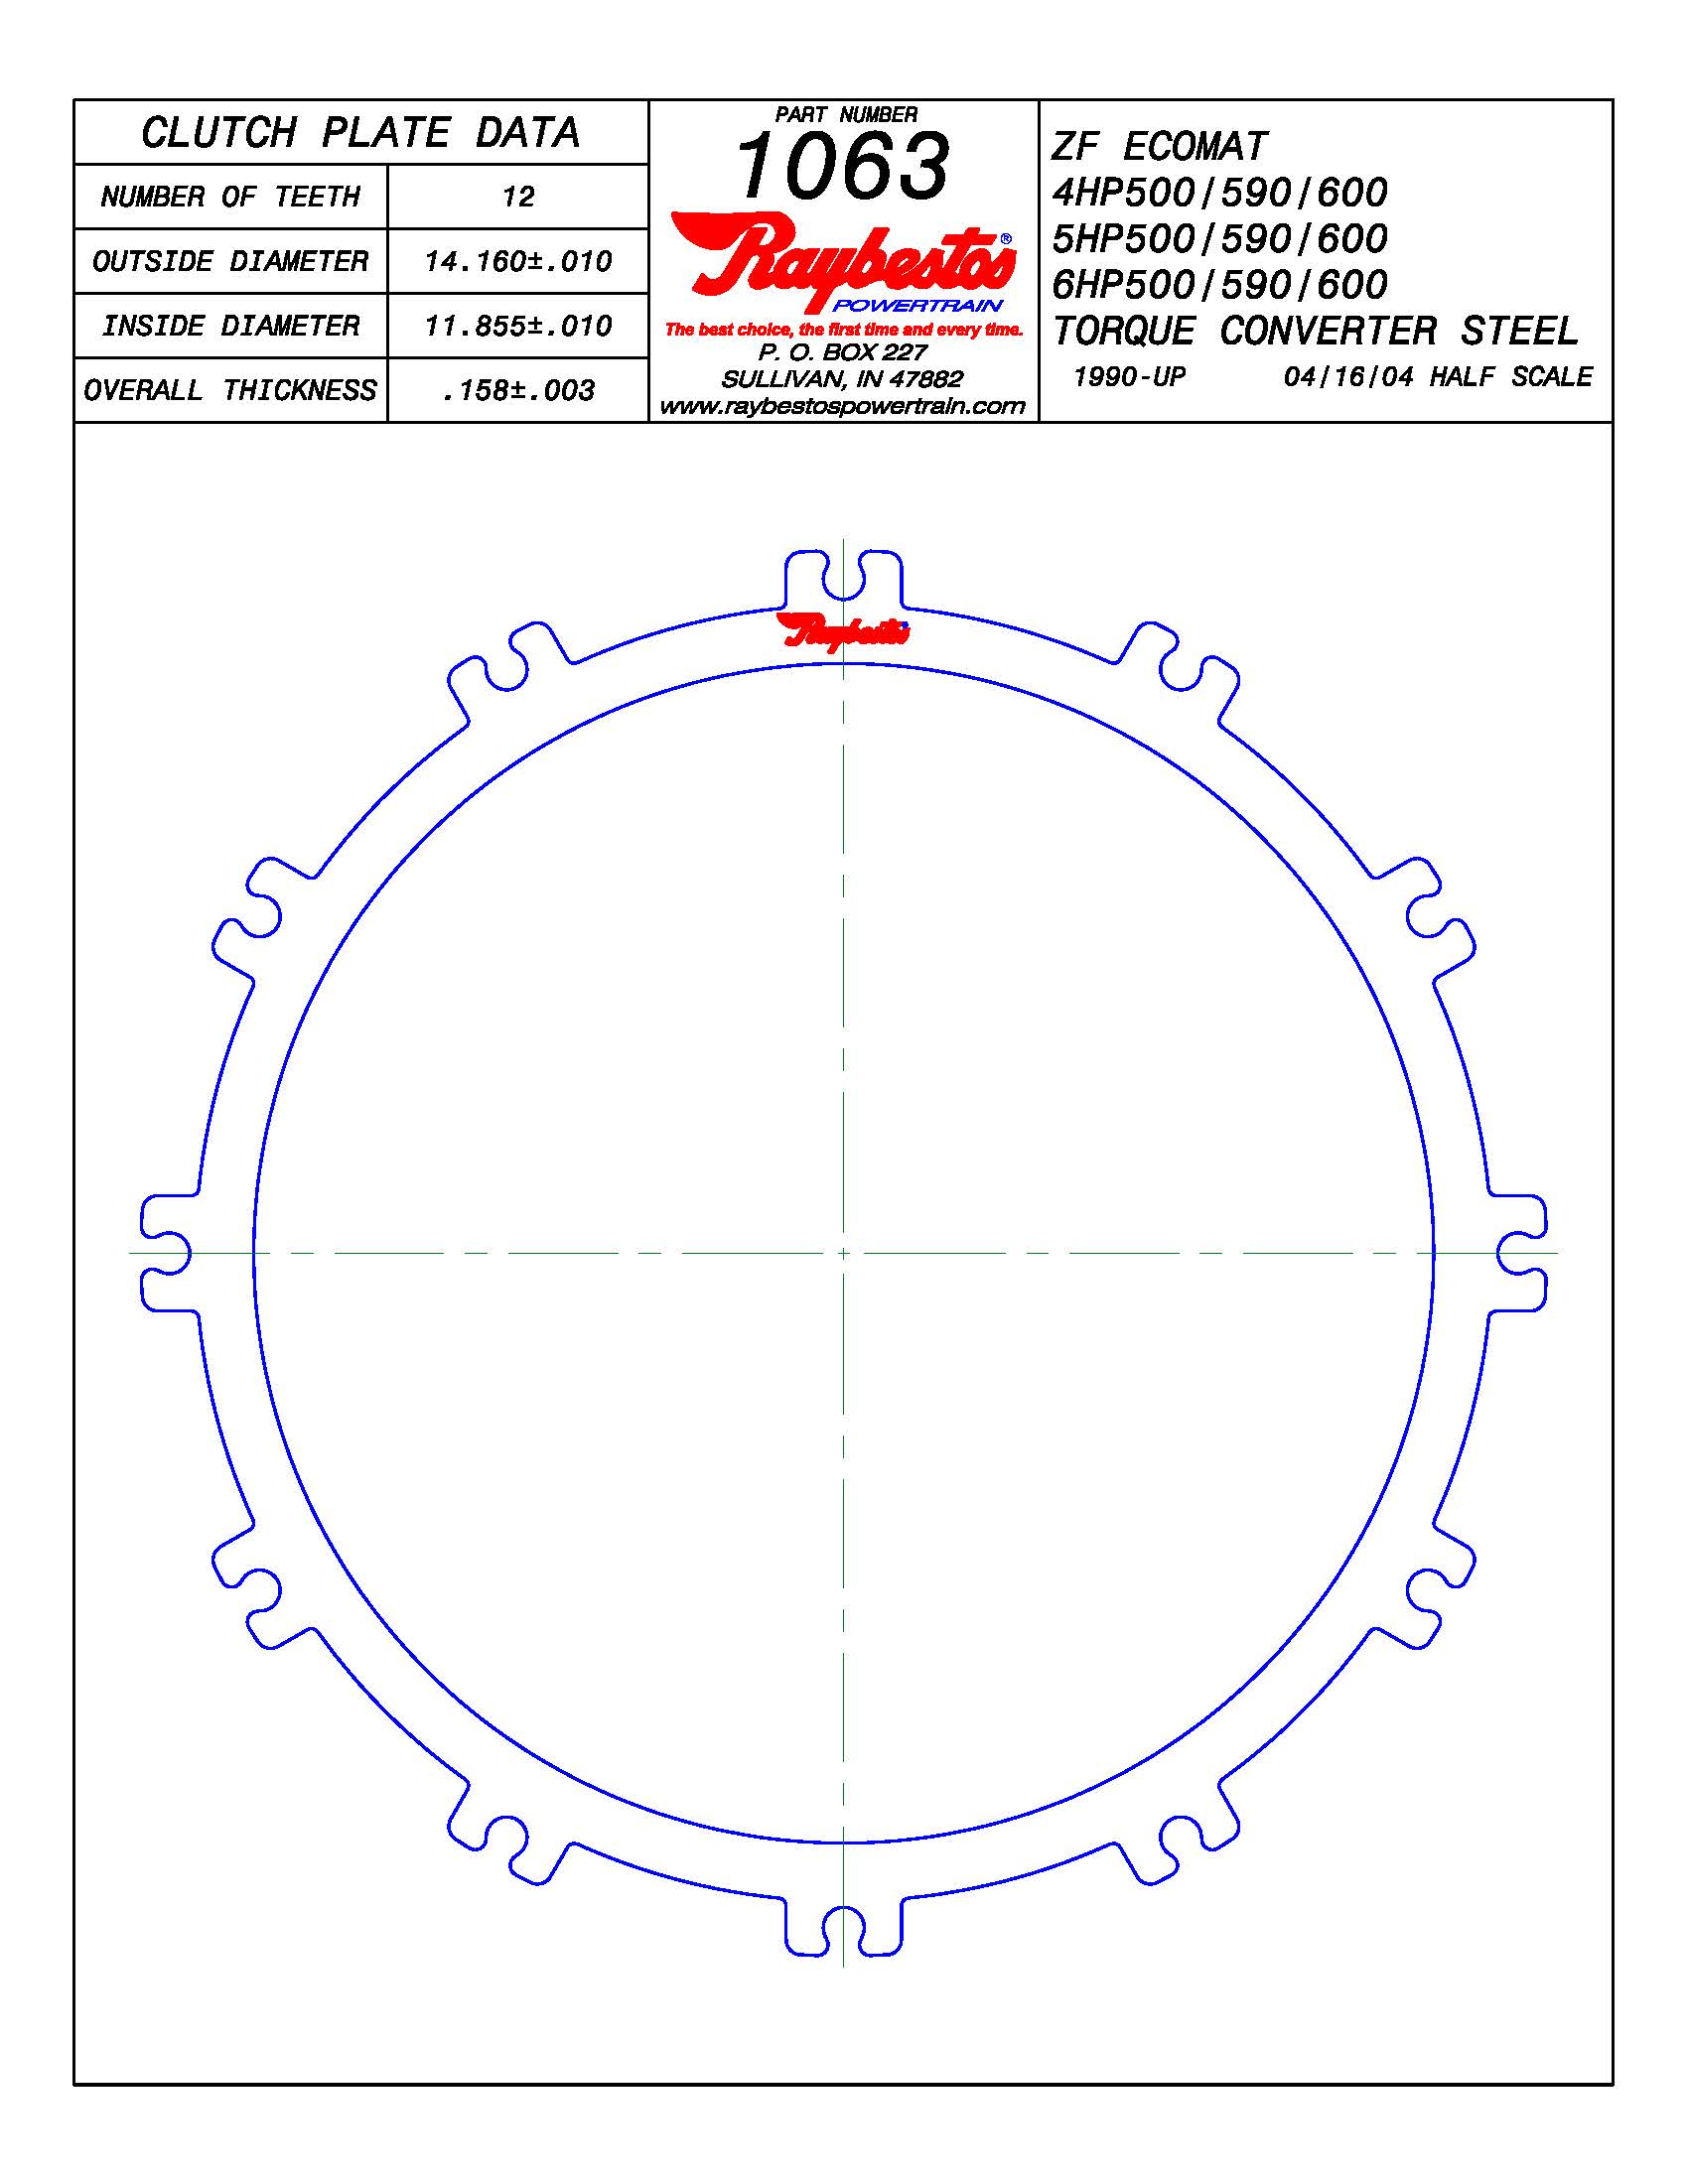 CLUTCH PLATE DATA
NUMBER OF TEETH 12
OUTSIDE DIAMETER 14.160±.010
INSIDE DIAMETER 11.855±.010
OVERALL THICKNESS .158±.003
PART NUMBER
1063
Raybestos®
POWERTRAIN
The best choice, the first time and every time.
P. O. BOX 227
SULLIVAN, IN 47882
www.raybestospowertrain.com
ZF ECOMAT
4HP500/590/600
5HP500/590/600
6HP500/590/600
TORQUE CONVERTER STEEL
1990-UP 04/16/04 HALF SCALE
Raybestos